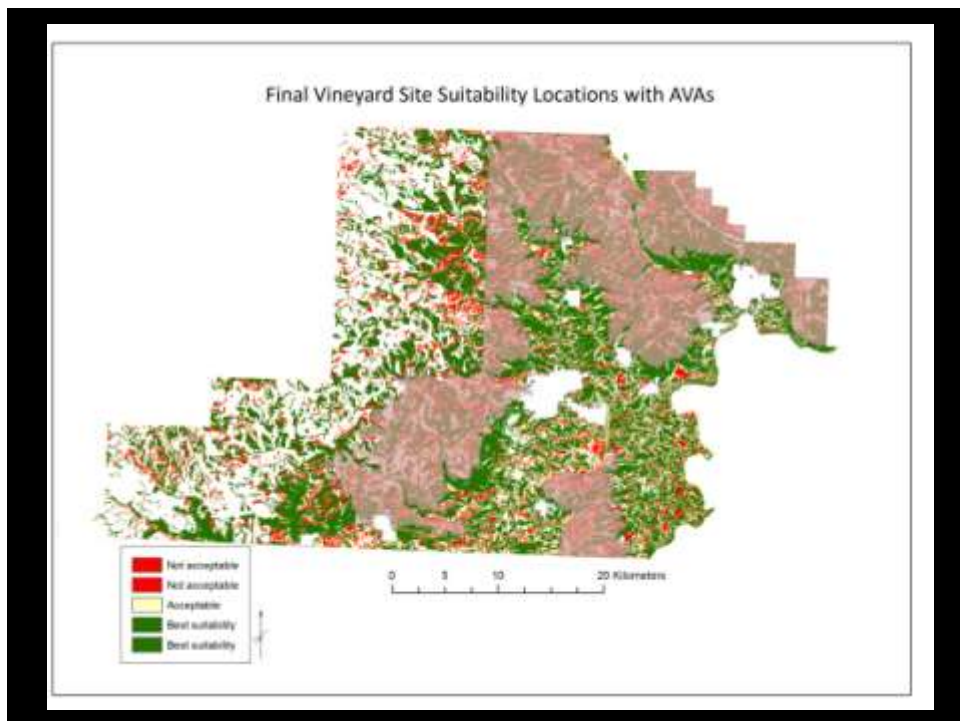 Final Vineyard Site Suitability Locations with AVAs
Not acceptable
Not acceptable
Acceptable
Best suitability
Best suitability
0 5 10 20 Kilometers